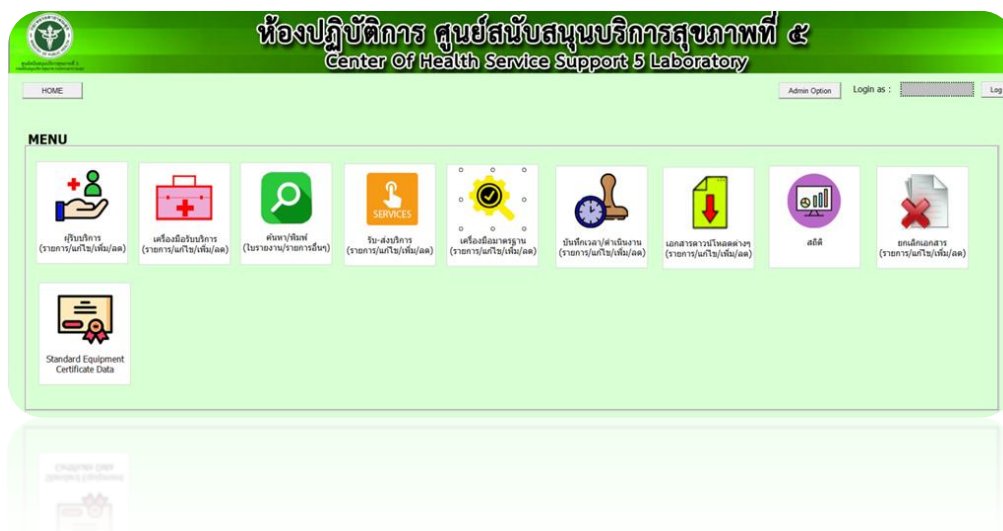 ห้องปฏิบัติการ ศูนย์สนับสนุนบริการสุขภาพที่ ๕
Center Of Health Service Support 5 Laboratory
HOME
Admin Option
Login as :
Log
MENU
ผู้รับบริการ
(รายการ/แก้ไข/เพิ่ม/ลด)
เครื่องมือรับบริการ
(รายการ/แก้ไข/เพิ่ม/ลด)
ค้นหา/พิมพ์
(ใบรายงาน/รายการอื่นๆ)
SERVICES
รับ-ส่งบริการ
(รายการ/แก้ไข/เพิ่ม/ลด)
เครื่องมือมาตรฐาน
(รายการ/แก้ไข/เพิ่ม/ลด)
บันทึกเวลา/ดำเนินงาน
(รายการ/แก้ไข/เพิ่ม/ลด)
เอกสารดาวน์โหลดต่างๆ
(รายการ/แก้ไข/เพิ่ม/ลด)
สถิติ
ยกเลิกเอกสาร
(รายการ/แก้ไข/เพิ่ม/ลด)
Standard Equipment
Certificate Data